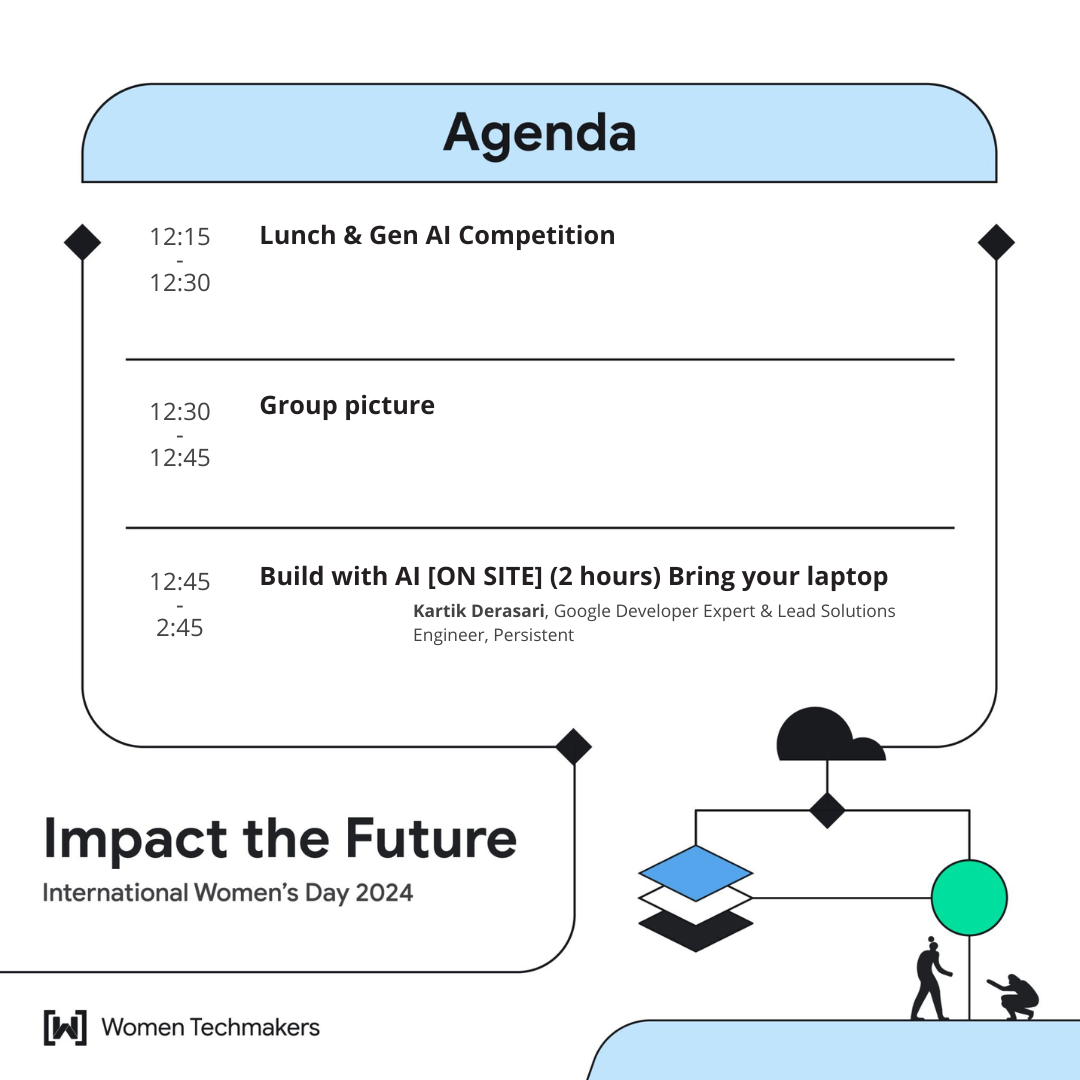 Agenda
12:15
-
12:30
Lunch & Gen AI Competition
12:30
-
12:45
Group picture
12:45
-
2:45
Build with AI [ON SITE] (2 hours) Bring your laptop
Kartik Derasari, Google Developer Expert & Lead Solutions
Engineer, Persistent
Impact the Future
International Women’s Day 2024
[W] Women Techmakers